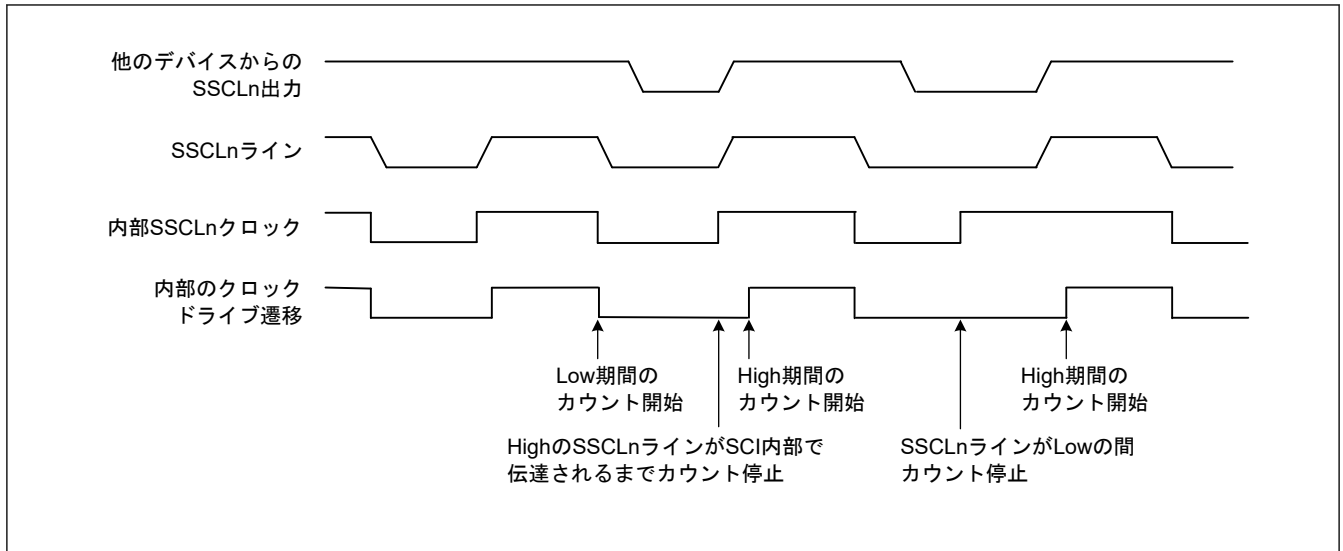 他のデバイスからの
SSCLn出力
SSCLnライン
内部SSCLnクロック
内部のクロック
ドライブ遷移
Low期間の
カウント開始
High期間の
カウント開始
High期間の
カウント開始
HighのSSCLnラインがSCI内部で
伝達されるまでカウント停止
SSCLnラインがLowの間
カウント停止